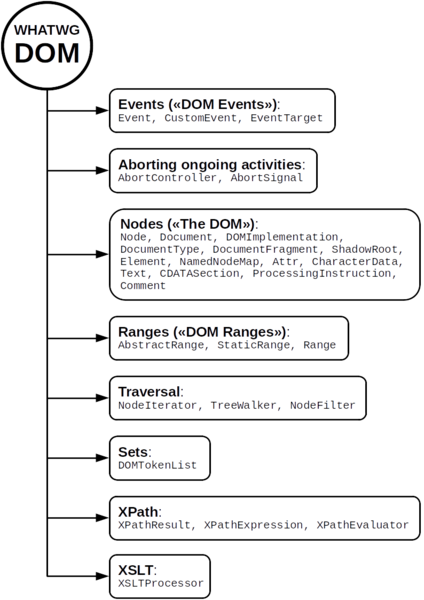 WHATWG
DOM
Events («DOM Events»):
Event, CustomEvent, EventTarget
Aborting ongoing activities:
AbortController, AbortSignal
Nodes («The DOM»):
Node, Document, DOMImplementation,
DocumentType, DocumentFragment, ShadowRoot,
Element, NamedNodeMap, Attr, CharacterData,
Text, CDATASection, ProcessingInstruction,
Comment
Ranges («DOM Ranges»):
AbstractRange, StaticRange, Range
Traversal:
NodeIterator, TreeWalker, NodeFilter
Sets:
DOMTokenList
XPath:
XPathResult, XPathExpression, XPathEvaluator
XSLT:
XSLTProcessor